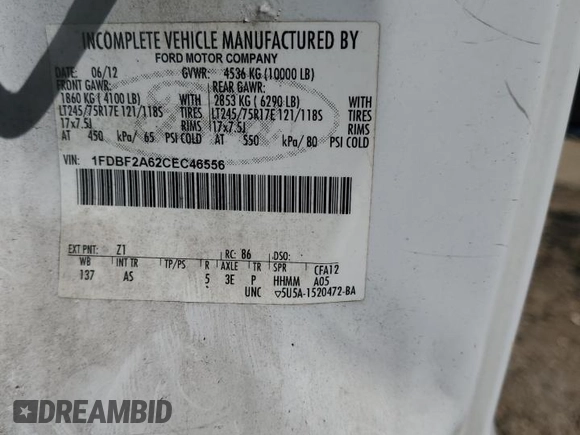 INCOMPLETE VEHICLE MANUFACTURED BY
FORD MOTOR COMPANY
DATE: 06/12 GVWR: 4536 KG (10000 LB)
FRONT GAWR: REAR GAWR:
1860 KG ( 4100 LB) WITH 2853 KG ( 6290 LB) WITH
LT245/75R17E 121/118S TIRES LT245/75R17E 121/118S TIRES
17x7.5J RIMS 17x7.5J RIMS
AT 450 kPa/ 65 PSI COLD AT 550 kPa/ 80 PSI COLD
VIN: 1FDBF2A62CEC46556
EXT PNT: Z1 RC: 86 DSO:
WB INT TR TP/PS R AXLE TR SPR CFA12
137 AS 5 3E P HHMM A05
UNC ▽5U5A-1520472-BA
DREAMBID